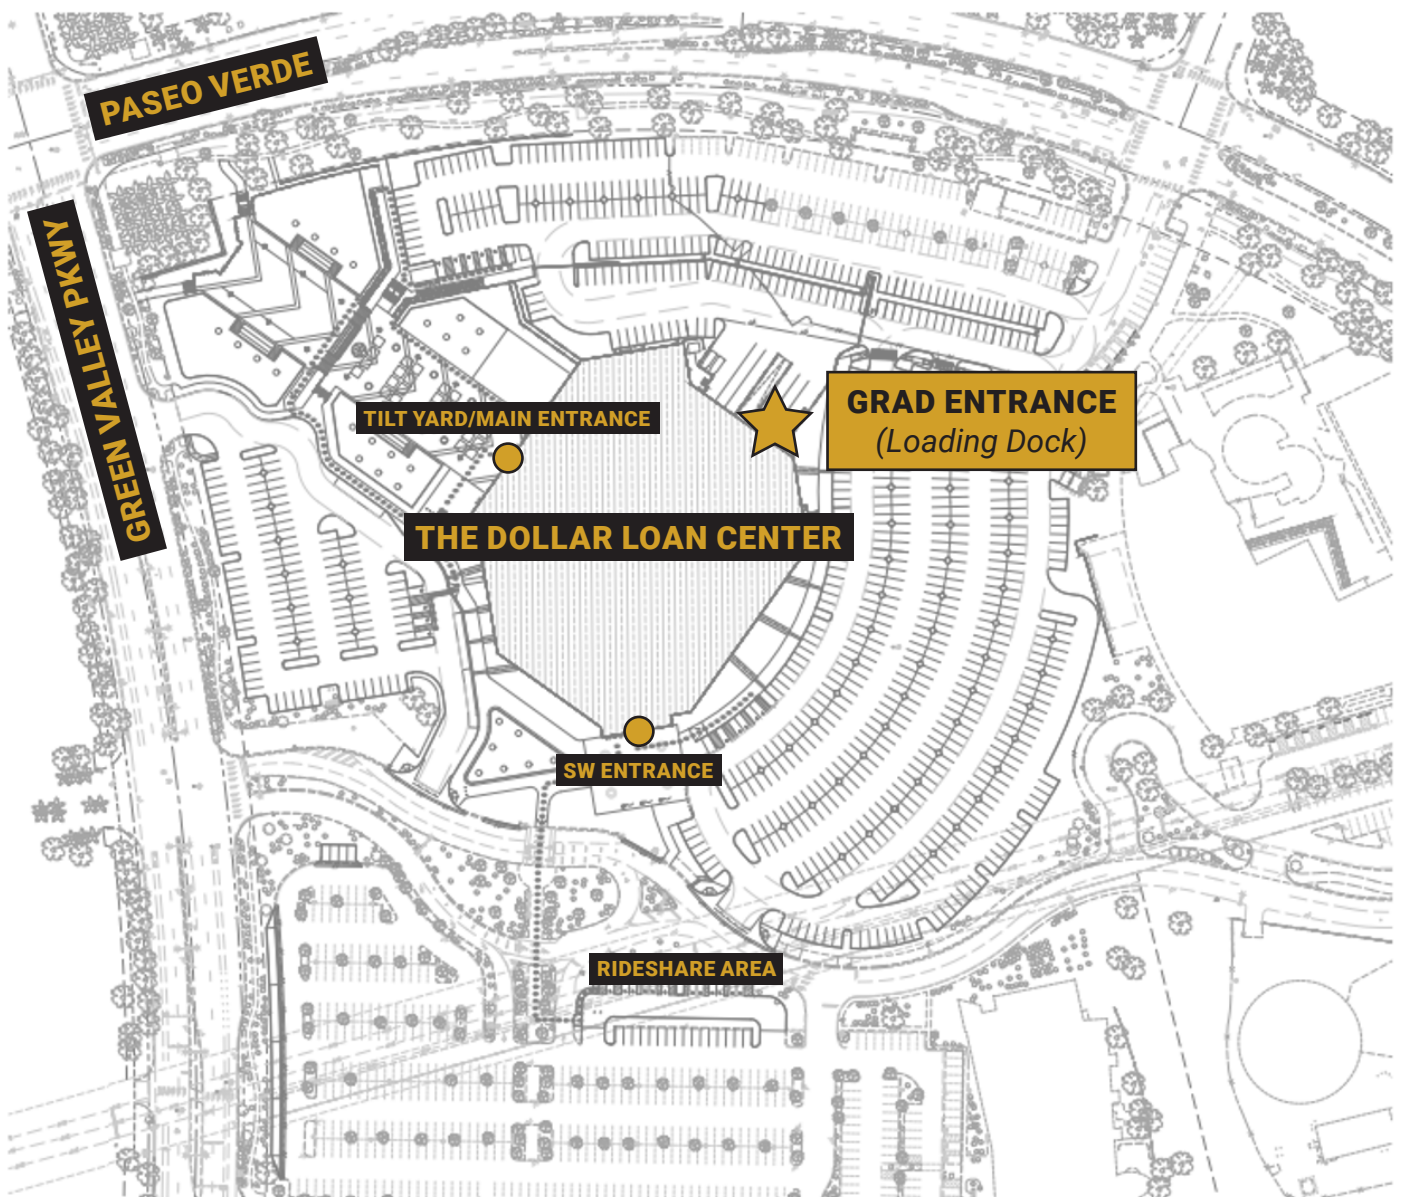 PASEO VERDE
GREEN VALLEY PKWY
GRAD ENTRANCE
(Loading Dock)
TILT YARD/MAIN ENTRANCE
THE DOLLAR LOAN CENTER
SW ENTRANCE
RIDESHARE AREA